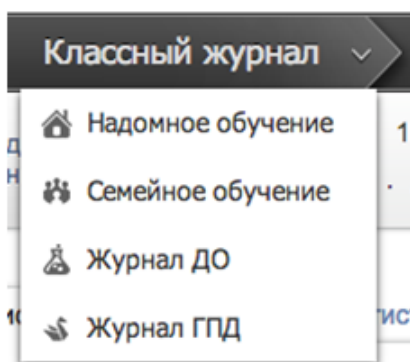 Классный журнал
Надомное обучение
Семейное обучение
Журнал ДО
Журнал ГПД